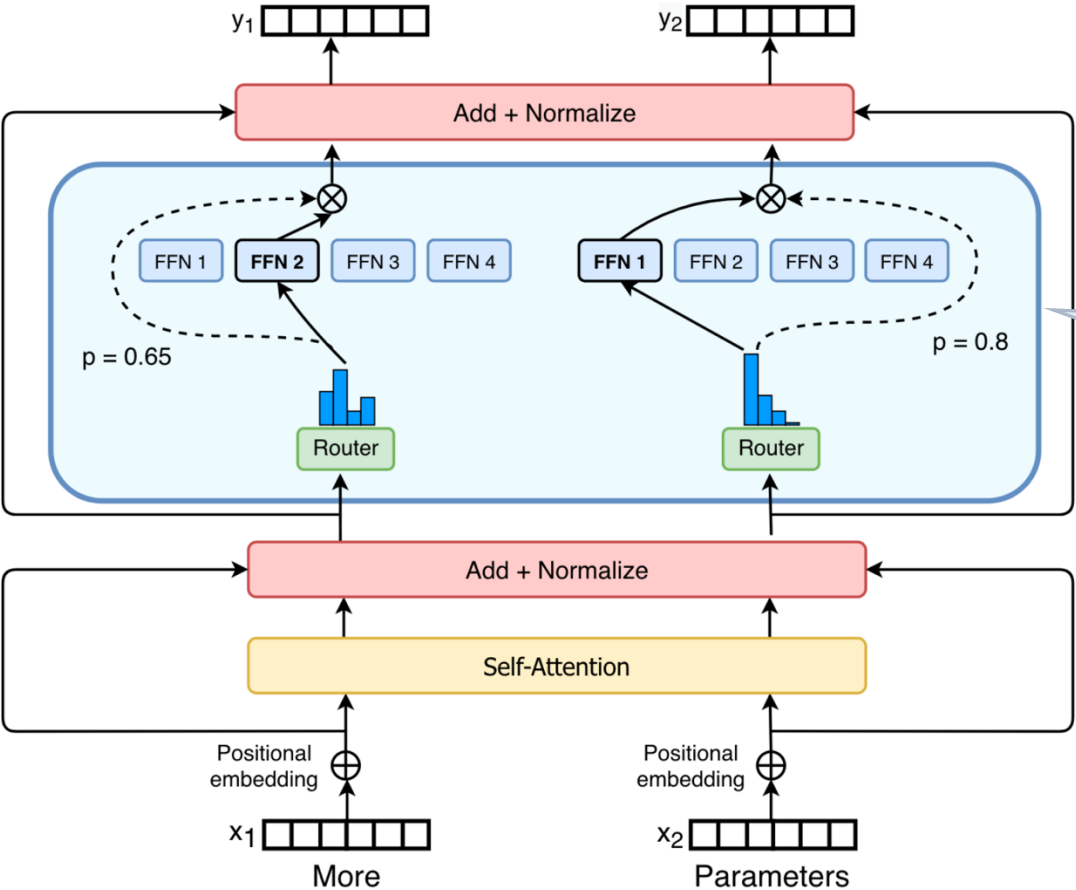 y1 y2
Add + Normalize
FFN 1 FFN 2 FFN 3 FFN 4 FFN 1 FFN 2 FFN 3 FFN 4
p = 0.65 p = 0.8
Router Router
Add + Normalize
Self-Attention
Positional embedding Positional embedding
x1 x2
More Parameters